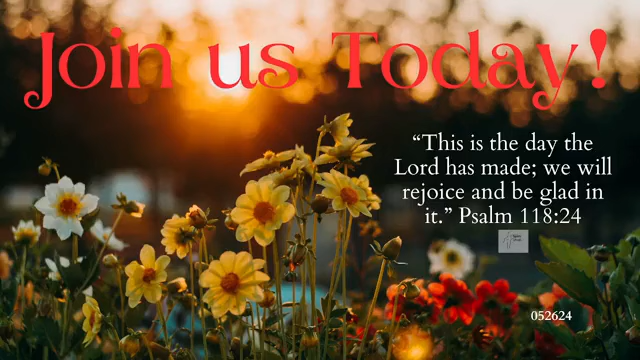 Join us Today!
“This is the day the
Lord has made; we will
rejoice and be glad in
it.” Psalm 118:24
052624